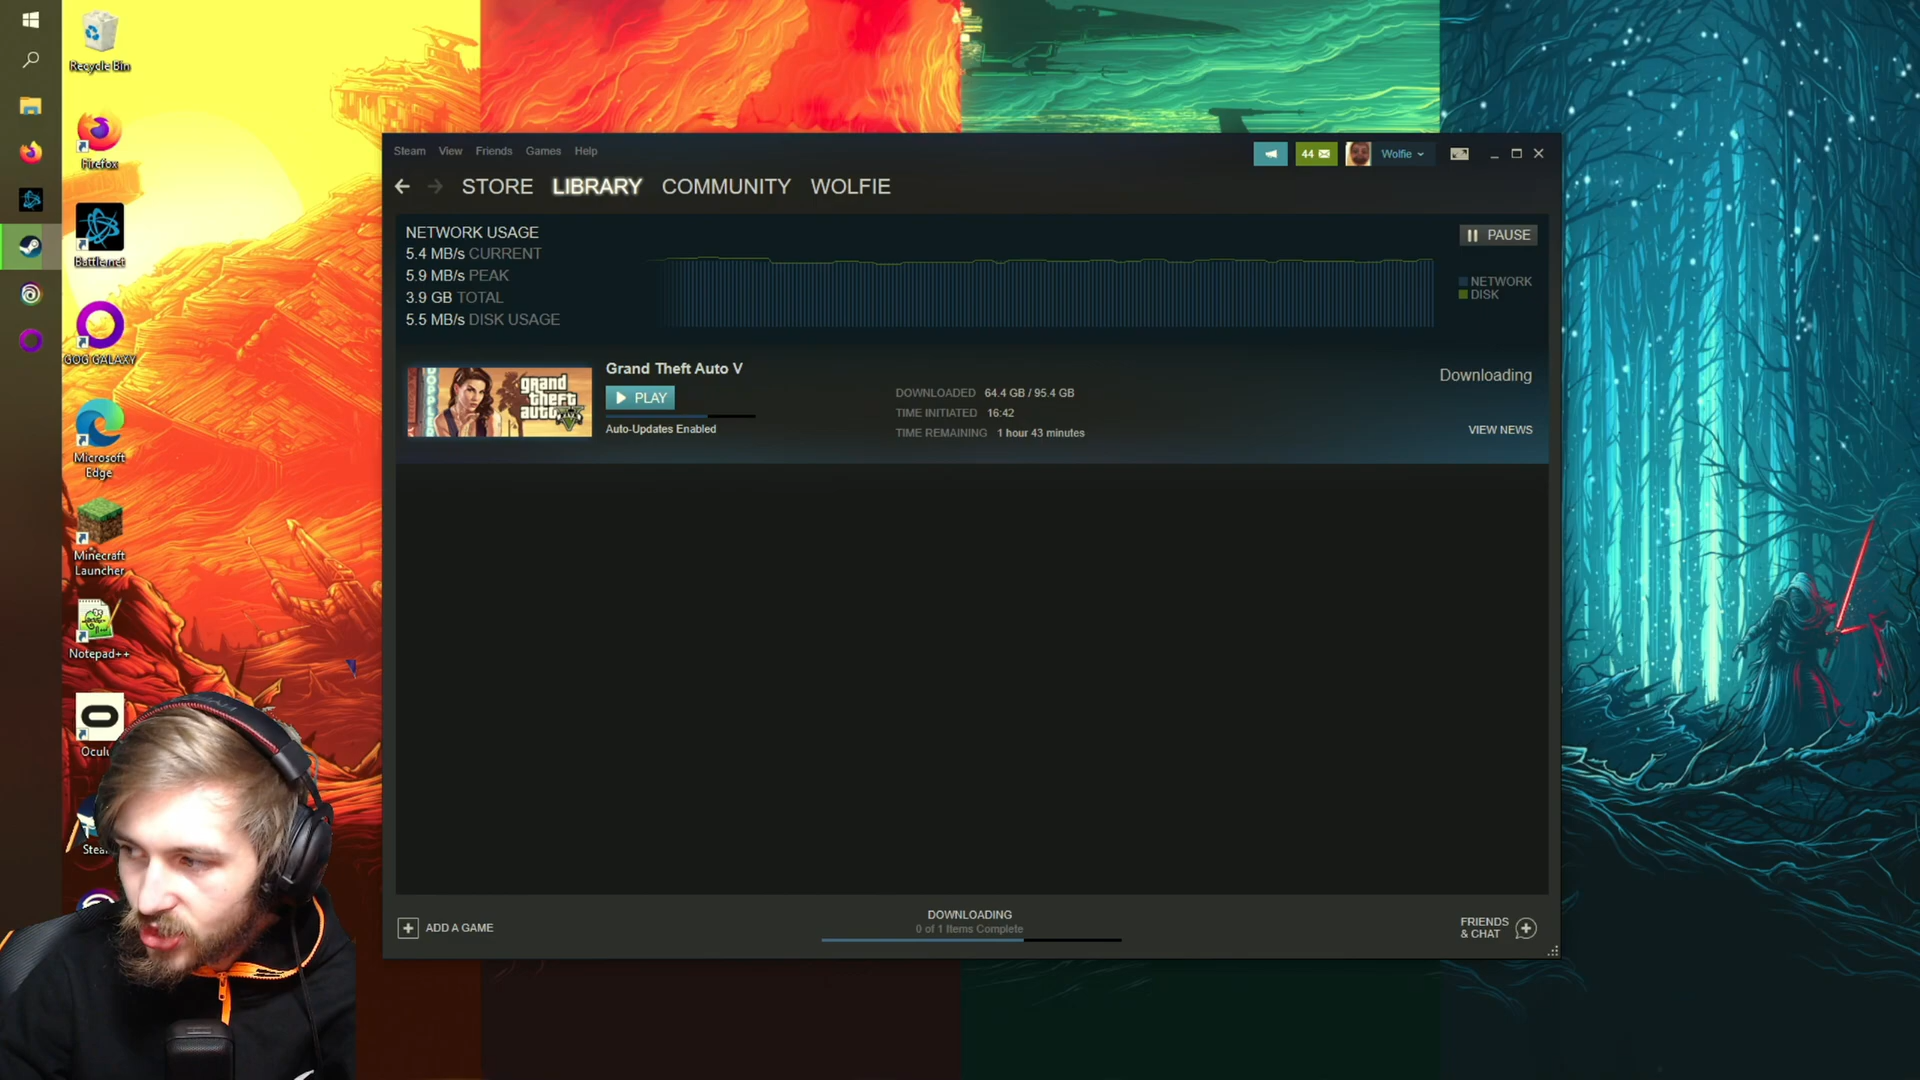 Recycle Bin
Firefox
Battle.net
GOG GALAXY
Microsoft
Edge
Minecraft
Launcher
Notepad++
Steam View Friends Games Help
44
Wolfie
STORE LIBRARY COMMUNITY WOLFIE
NETWORK USAGE
5.4 MB/s CURRENT
5.9 MB/s PEAK
3.9 GB TOTAL
5.5 MB/s DISK USAGE
PAUSE
NETWORK
DISK
grand
theft
auto
Grand Theft Auto V
PLAY
Auto-Updates Enabled
DOWNLOADED 64.4 GB / 95.4 GB
TIME INITIATED 16:42
TIME REMAINING 1 hour 43 minutes
Downloading
VIEW NEWS
ADD A GAME
DOWNLOADING
0 of 1 Items Complete
FRIENDS
& CHAT